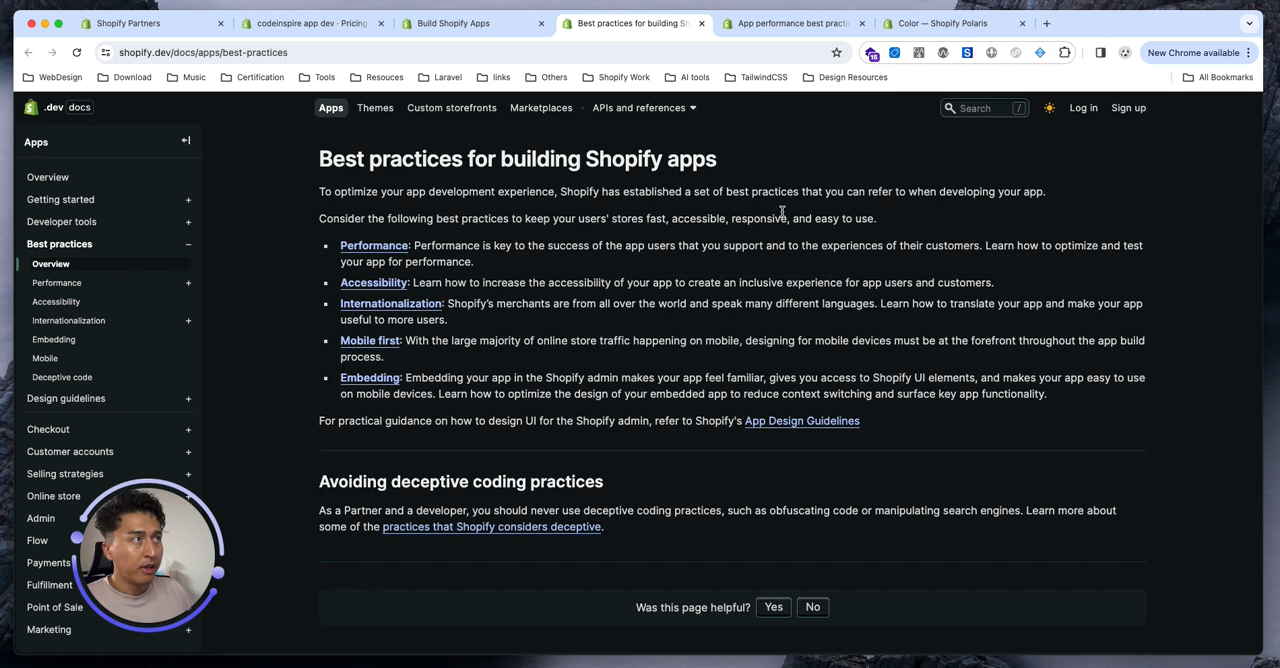 Shopify Partners
codeinspire app dev · Pricing
Build Shopify Apps
Best practices for building Sh
App performance best practi
Color — Shopify Polaris
shopify.dev/docs/apps/best-practices
15
New Chrome available
WebDesign
Download
Music
Certification
Tools
Resouces
Laravel
links
Others
Shopify Work
AI tools
TailwindCSS
Design Resources
All Bookmarks
.dev docs
Apps
Themes
Custom storefronts
Marketplaces
APIs and references
Search /
Log in
Sign up
Apps
Overview
Getting started
Developer tools
Best practices
Overview
Performance
Accessibility
Internationalization
Embedding
Mobile
Deceptive code
Design guidelines
Checkout
Customer accounts
Selling strategies
Online store
Admin
Flow
Payments
Fulfillment
Point of Sale
Marketing
Best practices for building Shopify apps
To optimize your app development experience, Shopify has established a set of best practices that you can refer to when developing your app.
Consider the following best practices to keep your users' stores fast, accessible, responsive, and easy to use.
Performance: Performance is key to the success of the app users that you support and to the experiences of their customers. Learn how to optimize and test
your app for performance.
Accessibility: Learn how to increase the accessibility of your app to create an inclusive experience for app users and customers.
Internationalization: Shopify's merchants are from all over the world and speak many different languages. Learn how to translate your app and make your app
useful to more users.
Mobile first: With the large majority of online store traffic happening on mobile, designing for mobile devices must be at the forefront throughout the app build
process.
Embedding: Embedding your app in the Shopify admin makes your app feel familiar, gives you access to Shopify UI elements, and makes your app easy to use
on mobile devices. Learn how to optimize the design of your embedded app to reduce context switching and surface key app functionality.
For practical guidance on how to design UI for the Shopify admin, refer to Shopify's App Design Guidelines
Avoiding deceptive coding practices
As a Partner and a developer, you should never use deceptive coding practices, such as obfuscating code or manipulating search engines. Learn more about
some of the practices that Shopify considers deceptive.
Was this page helpful? Yes No